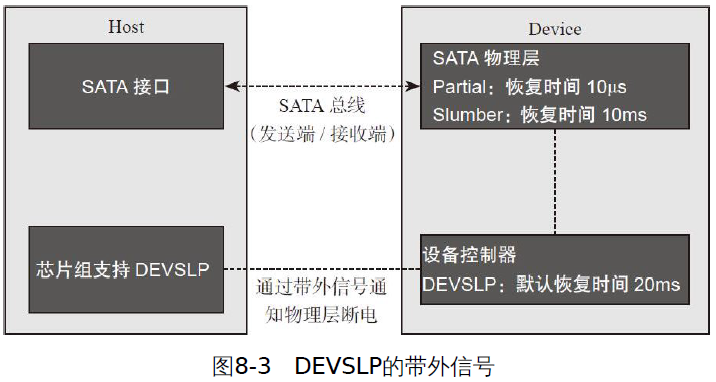 Host
SATA 接口
芯片组支持 DEVSLP
SATA 总线
（发送端 / 接收端）
通过带外信号通
知物理层断电
Device
SATA 物理层
Partial：恢复时间 10μs
Slumber：恢复时间 10ms
设备控制器
DEVSLP：默认恢复时间 20ms
图8-3 DEVSLP的带外信号